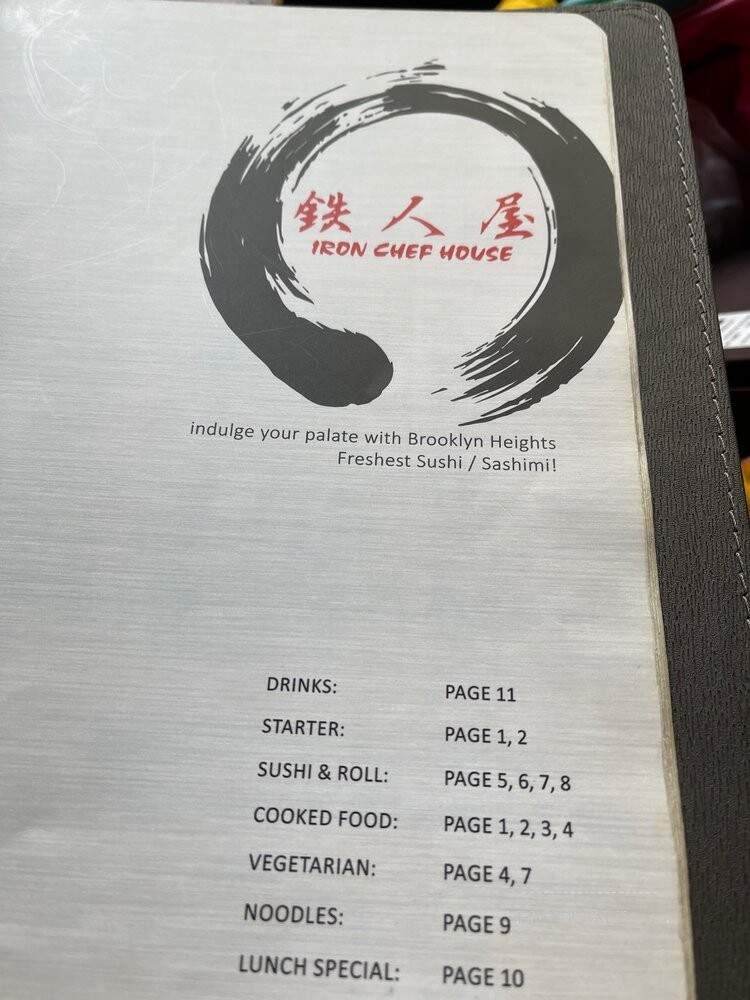 鉄人屋
IRON CHEF HOUSE
indulge your palate with Brooklyn Heights
Freshest Sushi / Sashimi!
DRINKS: PAGE 11
STARTER: PAGE 1, 2
SUSHI & ROLL: PAGE 5, 6, 7, 8
COOKED FOOD: PAGE 1, 2, 3, 4
VEGETARIAN: PAGE 4, 7
NOODLES: PAGE 9
LUNCH SPECIAL: PAGE 10